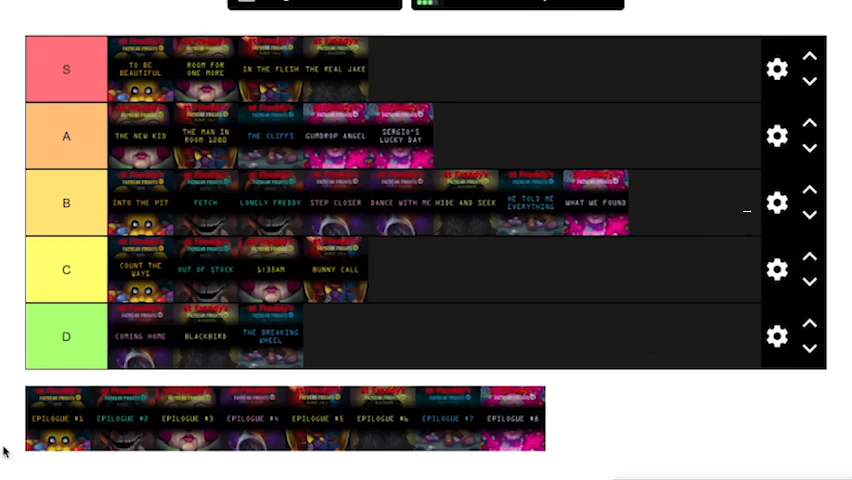 S
TO BE BEAUTIFUL
ROOM FOR ONE MORE
IN THE FLESH
THE REAL JAKE
A
THE NEW KID
THE MAN IN ROOM 1280
THE CLIFFS
GUMDROP ANGEL
SERGIO'S LUCKY DAY
B
INTO THE PIT
FETCH
LONELY FREDDY
STEP CLOSER
DANCE WITH ME
HIDE AND SEEK
HE TOLD ME EVERYTHING
WHAT WE FOUND
C
COUNT THE WAYS
OUT OF STOCK
1:35AM
BUNNY CALL
D
COMING HOME
BLACKBIRD
THE BREAKING WHEEL
EPILOGUE #1
EPILOGUE #2
EPILOGUE #3
EPILOGUE #4
EPILOGUE #5
EPILOGUE #6
EPILOGUE #7
EPILOGUE #8